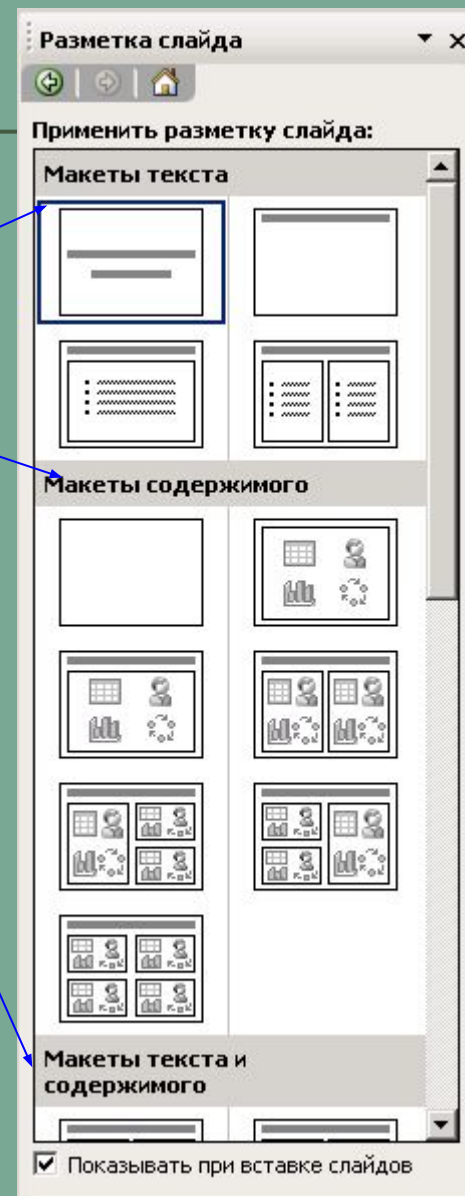 Разметка слайда
Применить разметку слайда:
Макеты текста
Макеты содержимого
Макеты текста и
содержимого
Показывать при вставке слайдов